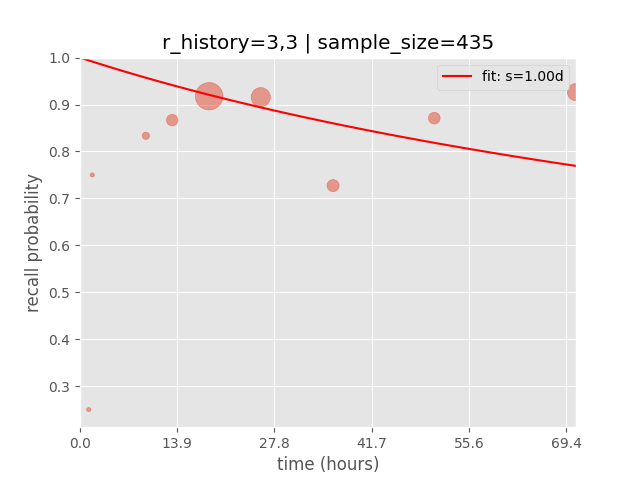 r_history=3,3 | sample_size=435
fit: s=1.00d
1.0
0.9
0.8
0.7
0.6
0.5
0.4
0.3
recall probability
0.0 13.9 27.8 41.7 55.6 69.4
time (hours)